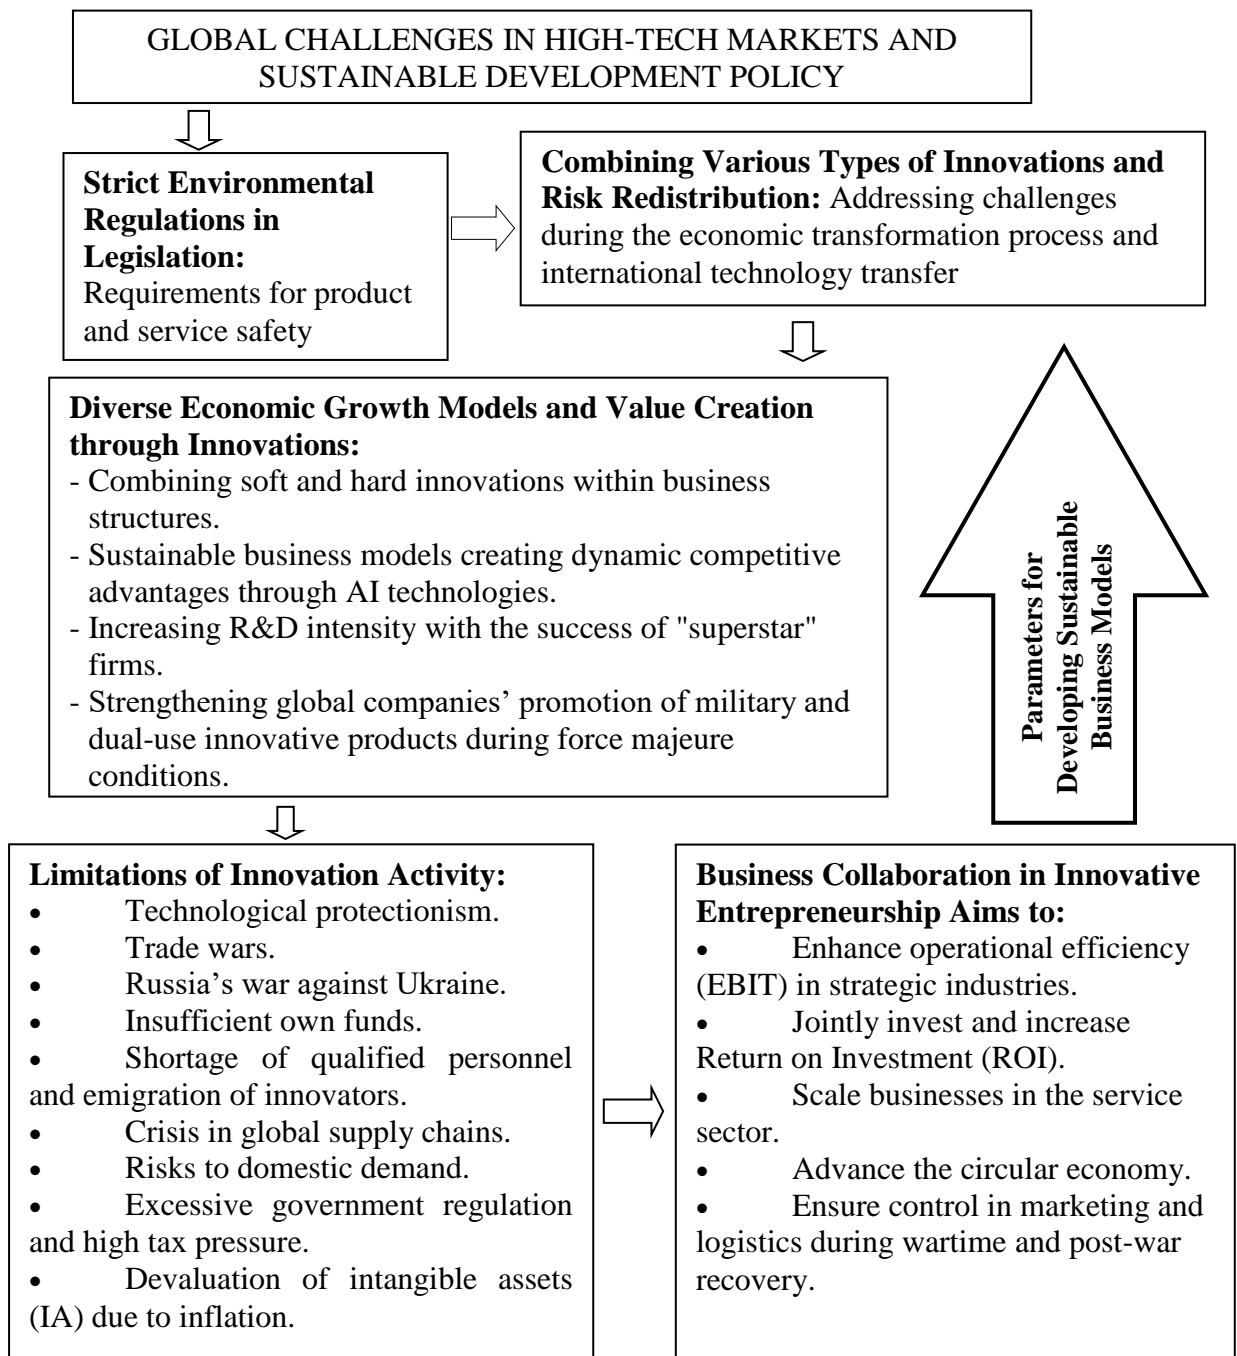 GLOBAL CHALLENGES IN HIGH-TECH MARKETS AND
SUSTAINABLE DEVELOPMENT POLICY
Strict Environmental
Regulations in
Legislation:
Requirements for product
and service safety
Combining Various Types of Innovations and
Risk Redistribution: Addressing challenges
during the economic transformation process and
international technology transfer
Diverse Economic Growth Models and Value Creation
through Innovations:
- Combining soft and hard innovations within business
structures.
- Sustainable business models creating dynamic competitive
advantages through AI technologies.
- Increasing R&D intensity with the success of "superstar"
firms.
- Strengthening global companies’ promotion of military and
dual-use innovative products during force majeure
conditions.
Parameters for
Developing Sustainable
Business Models
Limitations of Innovation Activity:
• Technological protectionism.
• Trade wars.
• Russia’s war against Ukraine.
• Insufficient own funds.
• Shortage of qualified personnel
and emigration of innovators.
• Crisis in global supply chains.
• Risks to domestic demand.
• Excessive government regulation
and high tax pressure.
• Devaluation of intangible assets
(IA) due to inflation.
Business Collaboration in Innovative
Entrepreneurship Aims to:
• Enhance operational efficiency
(EBIT) in strategic industries.
• Jointly invest and increase
Return on Investment (ROI).
• Scale businesses in the service
sector.
• Advance the circular economy.
• Ensure control in marketing and
logistics during wartime and post-war
recovery.